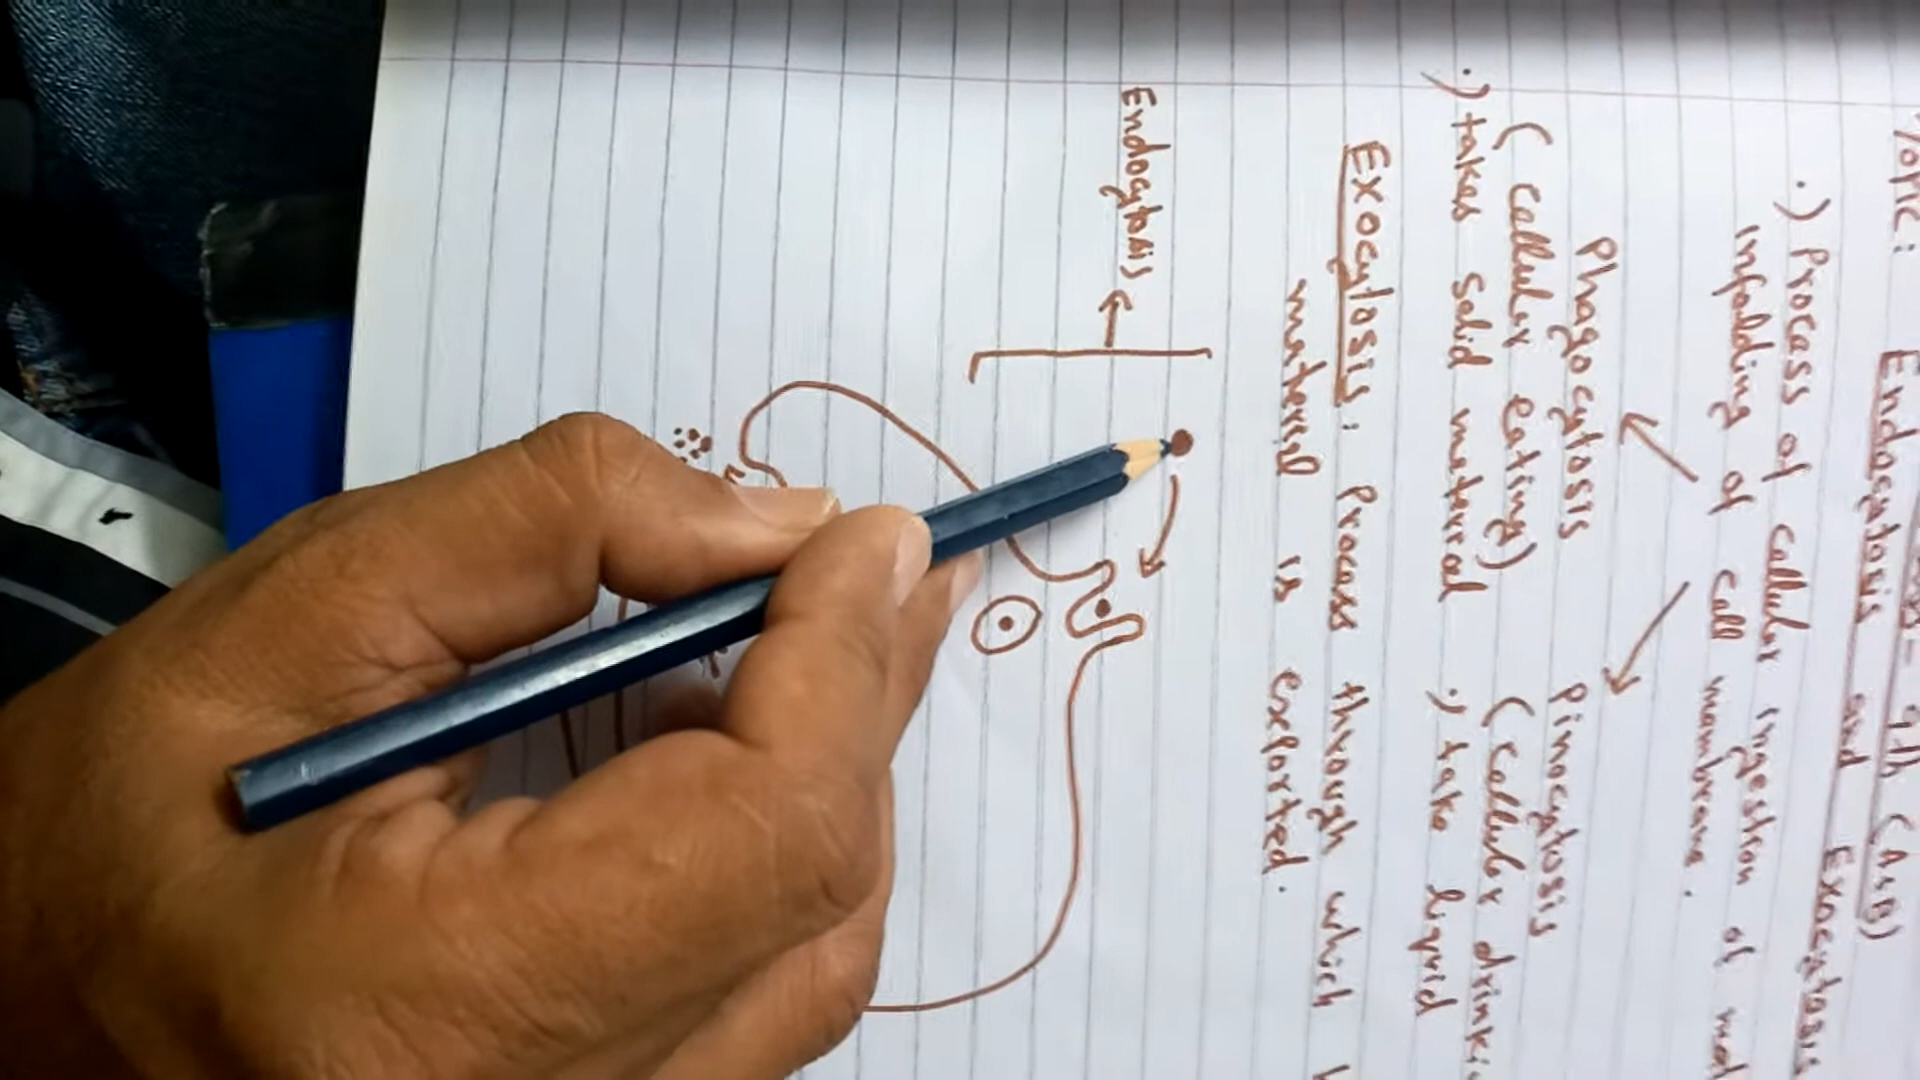 Topic: Endocytosis and Exocytosis
9th (A&B)
.) Process of cellular ingestion of
infolding of cell membrane.
Phagocytosis
Pinocytosis
(Cellular Eating)
(Cellular
.) takes Solid material
.) take liquid
Exocytosis: Process through which
material is exported.
Endocytosis